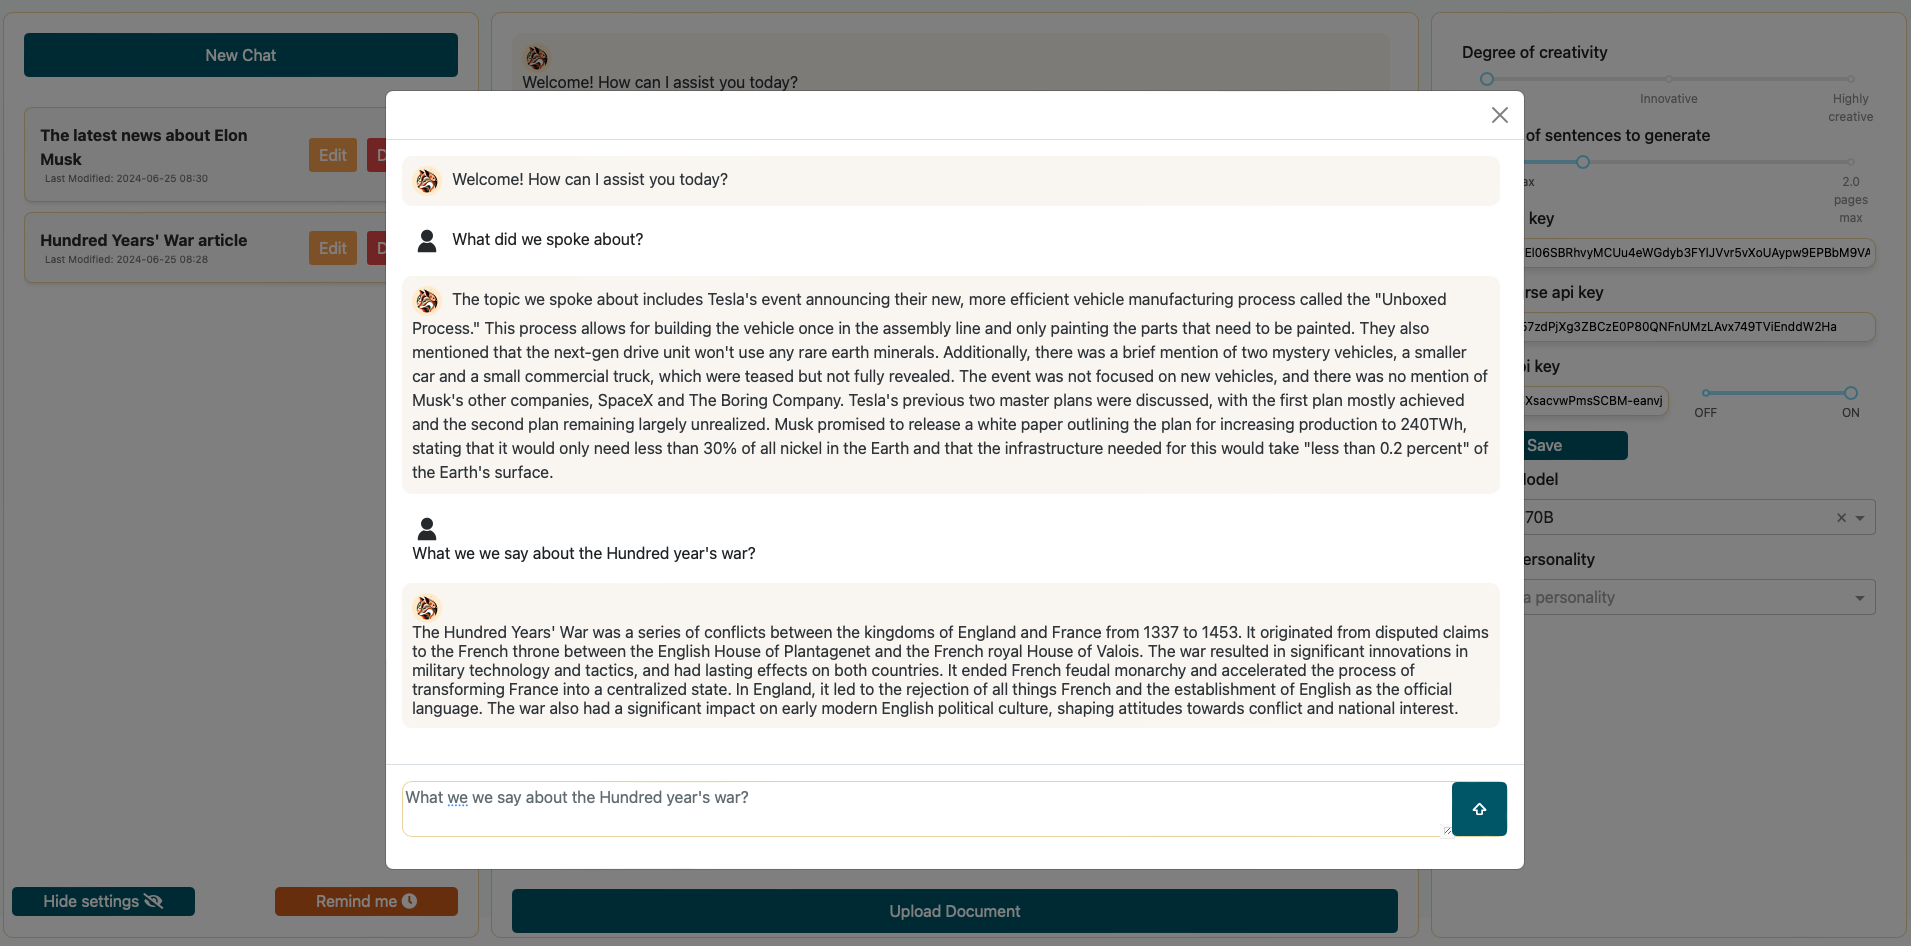 New Chat
The latest news about Elon
Musk
Last Modified: 2024-06-25 08:30
Edit
Hundred Years' War article
Last Modified: 2024-06-25 08:28
Edit
Hide settings
Remind me
Welcome! How can I assist you today?
Welcome! How can I assist you today?
What did we spoke about?
The topic we spoke about includes Tesla's event announcing their new, more efficient vehicle manufacturing process called the "Unboxed
Process." This process allows for building the vehicle once in the assembly line and only painting the parts that need to be painted. They also
mentioned that the next-gen drive unit won't use any rare earth minerals. Additionally, there was a brief mention of two mystery vehicles, a smaller
car and a small commercial truck, which were teased but not fully revealed. The event was not focused on new vehicles, and there was no mention of
Musk's other companies, SpaceX and The Boring Company. Tesla's previous two master plans were discussed, with the first plan mostly achieved
and the second plan remaining largely unrealized. Musk promised to release a white paper outlining the plan for increasing production to 240TWh,
stating that it would only need less than 30% of all nickel in the Earth and that the infrastructure needed for this would take "less than 0.2 percent" of
the Earth's surface.
What we we say about the Hundred year's war?
The Hundred Years' War was a series of conflicts between the kingdoms of England and France from 1337 to 1453. It originated from disputed claims
to the French throne between the English House of Plantagenet and the French royal House of Valois. The war resulted in significant innovations in
military technology and tactics, and had lasting effects on both countries. It ended French feudal monarchy and accelerated the process of
transforming France into a centralized state. In England, it led to the rejection of all things French and the establishment of English as the official
language. The war also had a significant impact on early modern English political culture, shaping attitudes towards conflict and national interest.
What we we say about the Hundred year's war?
Upload Document
Degree of creativity
Innovative
Highly
creative
of sentences to generate
2.0
pages
max
key
api key
key
OFF
ON
Save
70B
a personality